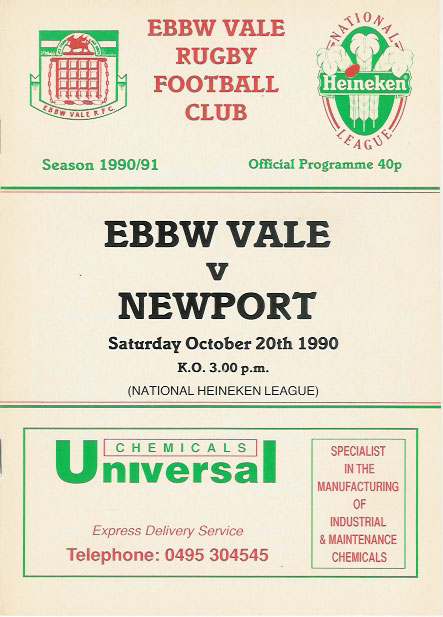 EBBW VALE
RUGBY
FOOTBALL
CLUB
EBBW VALE R.F.C.
NATIONAL
Heineken
LEAGUE
Season 1990/91
Official Programme 40p
EBBW VALE
v
NEWPORT
Saturday October 20th 1990
K.O. 3.00 p.m.
(NATIONAL HEINEKEN LEAGUE)
CHEMICALS
Universal
Express Delivery Service
Telephone: 0495 304545
SPECIALIST
IN THE
MANUFACTURING
OF
INDUSTRIAL
& MAINTENANCE
CHEMICALS